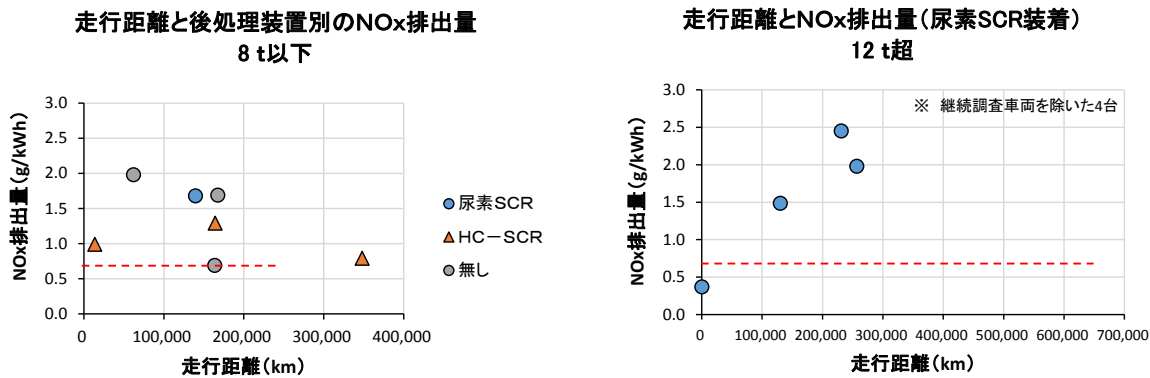 走行距離と後処理装置別のNOx排出量
8 t以下
NOx排出量(g/kWh)
3.0
2.5
2.0
1.5
1.0
0.5
0.0
0
100,000
200,000
300,000
400,000
走行距離(km)
尿素SCR
HC－SCR
無し
走行距離とNOx排出量(尿素SCR装着)
12 t超
NOx排出量(g/kWh)
3.0
2.5
2.0
1.5
1.0
0.5
0.0
※ 継続調査車両を除いた4台
0
100,000
200,000
300,000
400,000
500,000
600,000
700,000
走行距離(km)